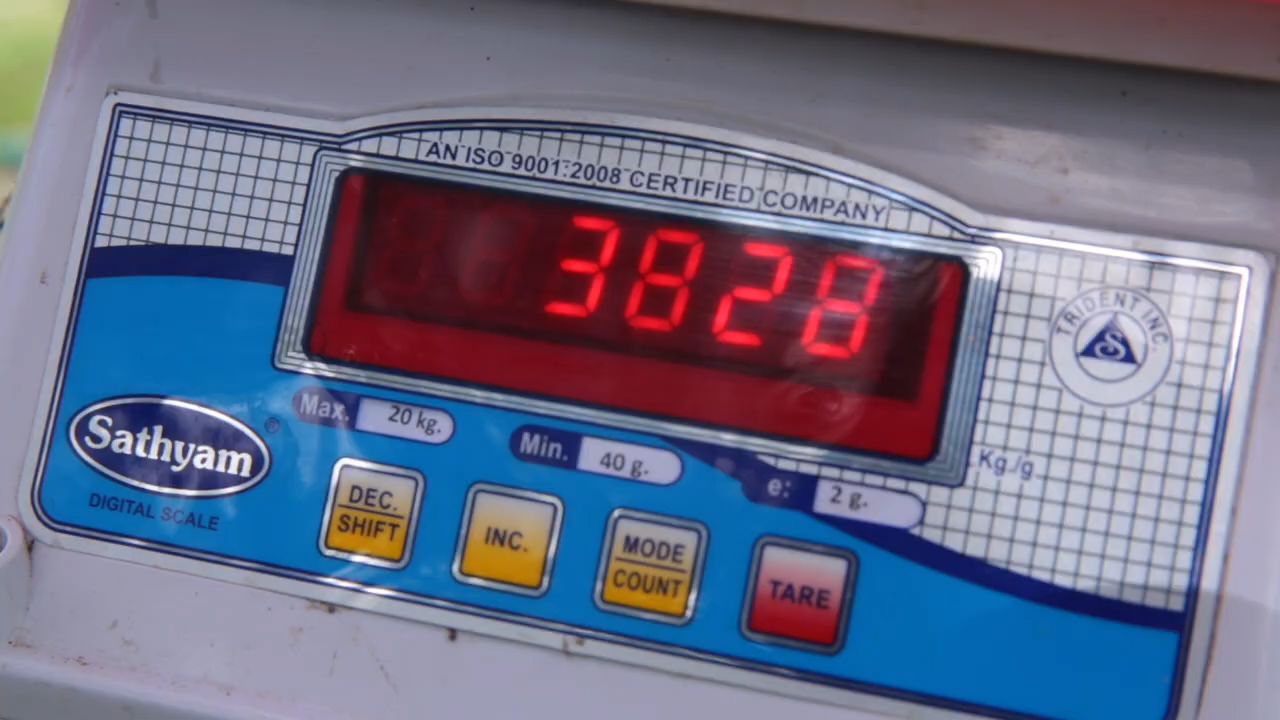 AN ISO 9001:2008 CERTIFIED COMPANY
3828
TRIDENT INC.
S
Max. 20 kg.
Min. 40 g.
e: 2 g.
Kg./g.
Sathyam ®
DIGITAL SCALE
DEC.
SHIFT
INC.
MODE
COUNT
TARE